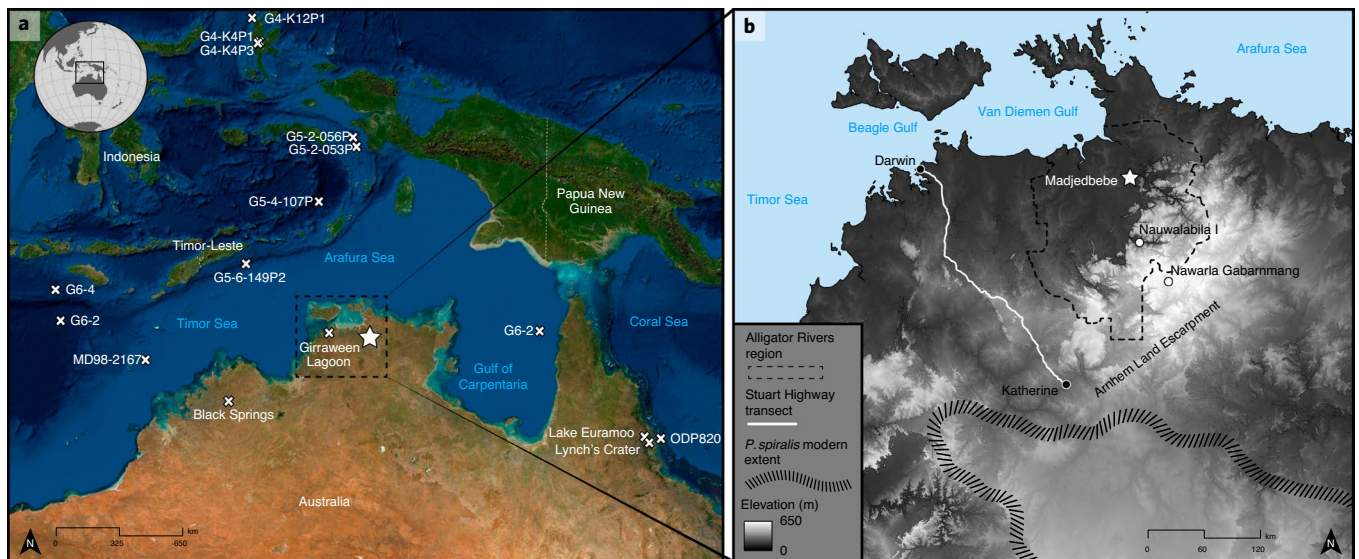 a
G4-K12P1
G4-K4P1
G4-K4P3
Indonesia
G5-2-056P
G5-2-053P
G5-4-107P
Papua New
Guinea
Timor-Leste
Arafura Sea
G5-6-149P2
G6-4
G6-2
Timor Sea
G6-2
Coral Sea
Girraween
Lagoon
MD98-2167
Gulf of
Carpentaria
Black Springs
Lake Euramoo
ODP820
Lynch's Crater
Australia
N
km
0
325
650
b
Arafura Sea
Van Diemen Gulf
Beagle Gulf
Darwin
Madjedbebe
Timor Sea
Nauwalabila I
Nawarla Gabarnmang
Arnhem Land Escarpment
Katherine
Alligator Rivers
region
Stuart Highway
transect
P. spiralis modern
extent
Elevation (m)
650
0
km
0
60
120
N